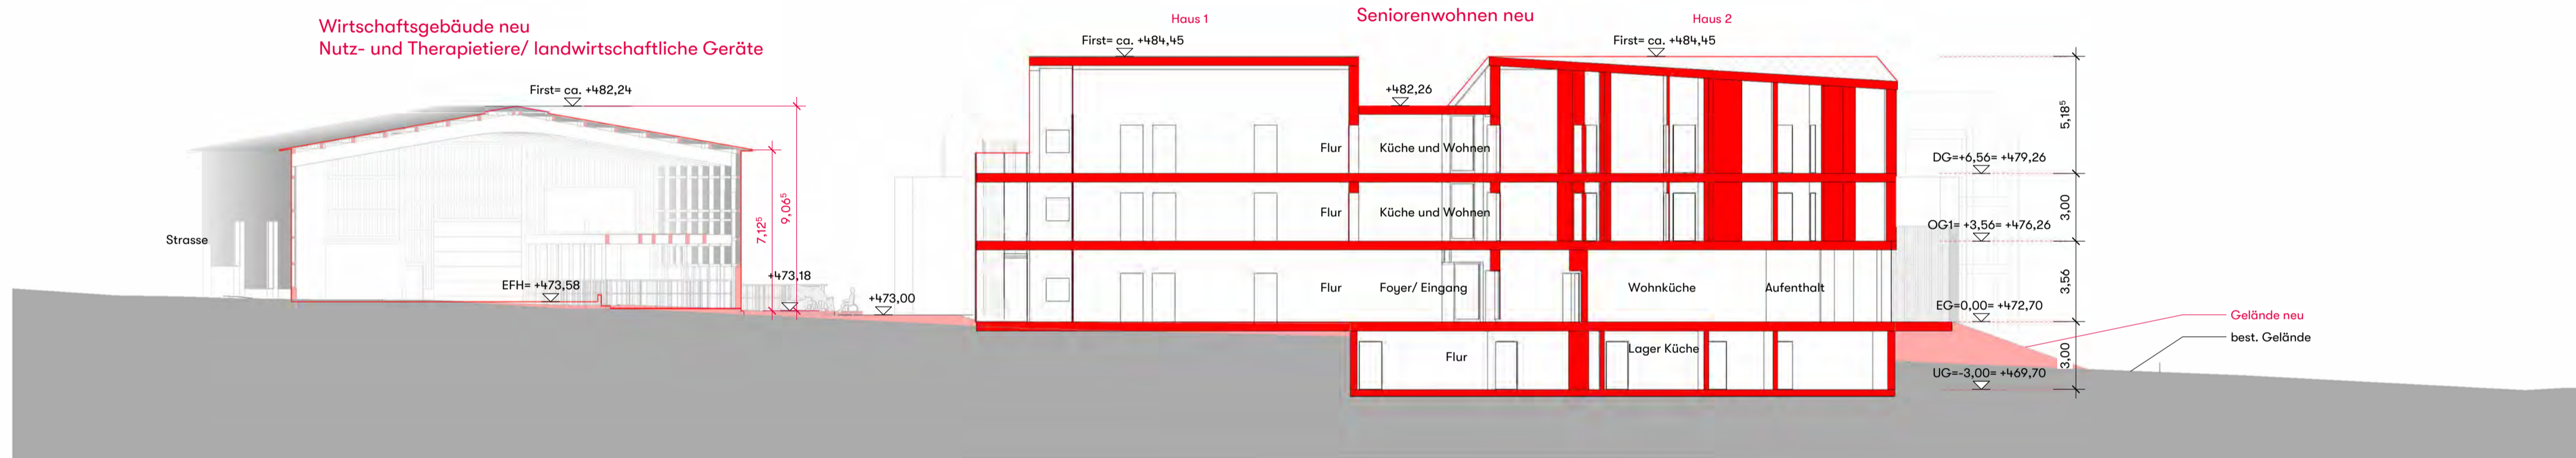 Wirtschaftsgebäude neu
Nutz- und Therapietiere/ landwirtschaftliche Geräte
First= ca. +482,24
Strasse
EFH= +473,58
7,12⁵
9,06⁵
+473,18
+473,00
Haus 1
Seniorenwohnen neu
Haus 2
First= ca. +484,45
First= ca. +484,45
+482,26
Flur
Küche und Wohnen
Flur
Küche und Wohnen
Flur
Foyer/ Eingang
Wohnküche
Aufenthalt
Flur
Lager Küche
5,18⁵
DG=+6,56= +479,26
3,00
OG1= +3,56= +476,26
3,56
EG=0,00= +472,70
3,00
UG=-3,00= +469,70
Gelände neu
best. Gelände